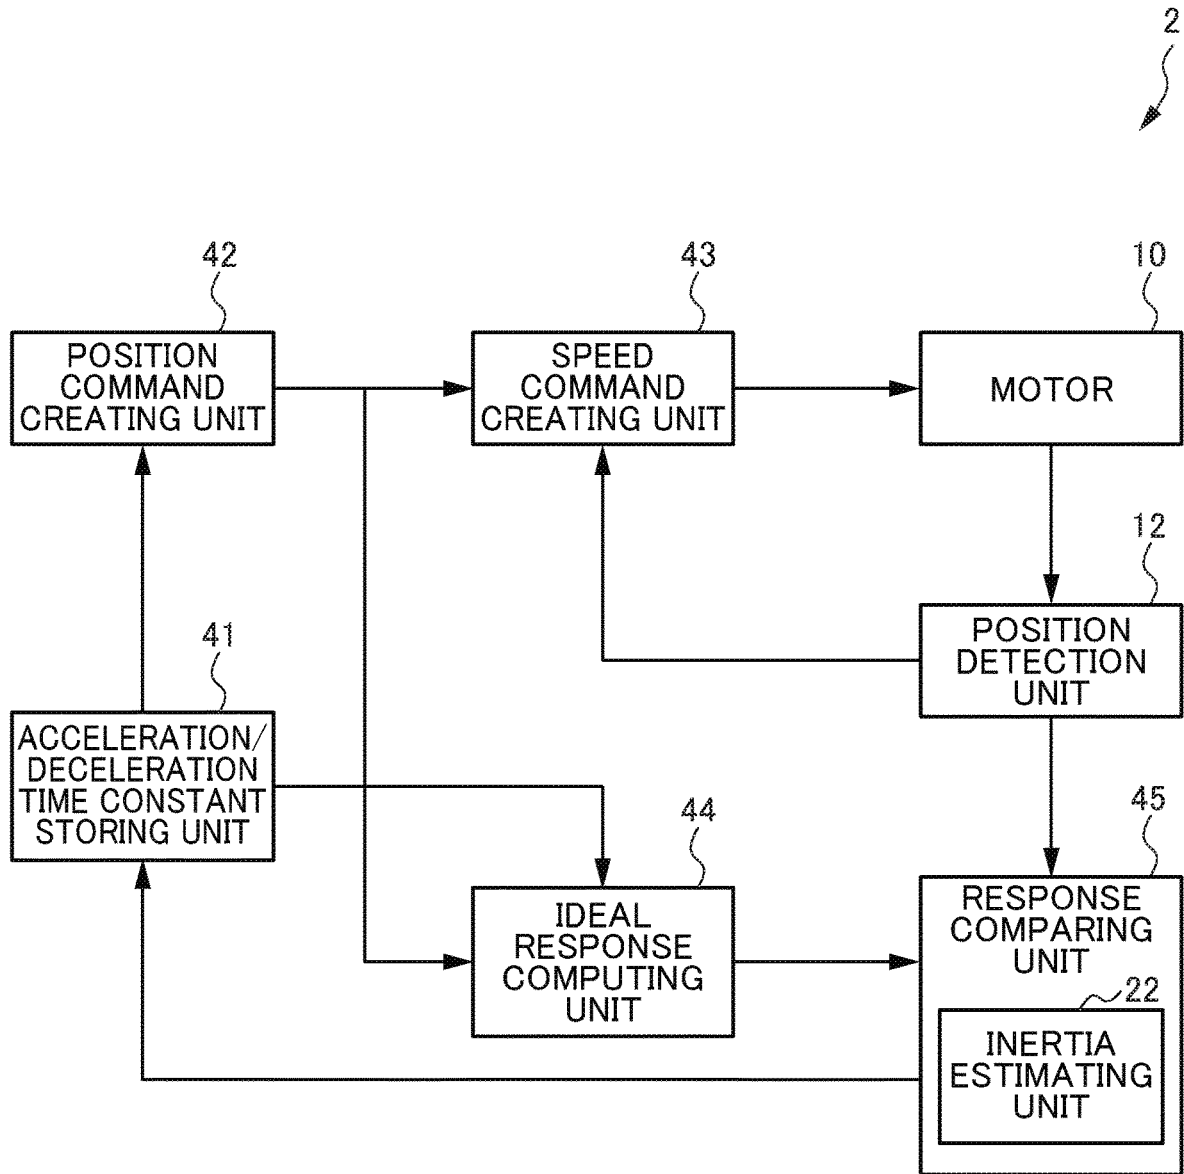 2
42
43
10
POSITION
COMMAND
CREATING UNIT
SPEED
COMMAND
CREATING UNIT
MOTOR
12
POSITION
DETECTION
UNIT
41
ACCELERATION/
DECELERATION
TIME CONSTANT
STORING UNIT
44
IDEAL
RESPONSE
COMPUTING
UNIT
45
RESPONSE
COMPARING
UNIT
22
INERTIA
ESTIMATING
UNIT